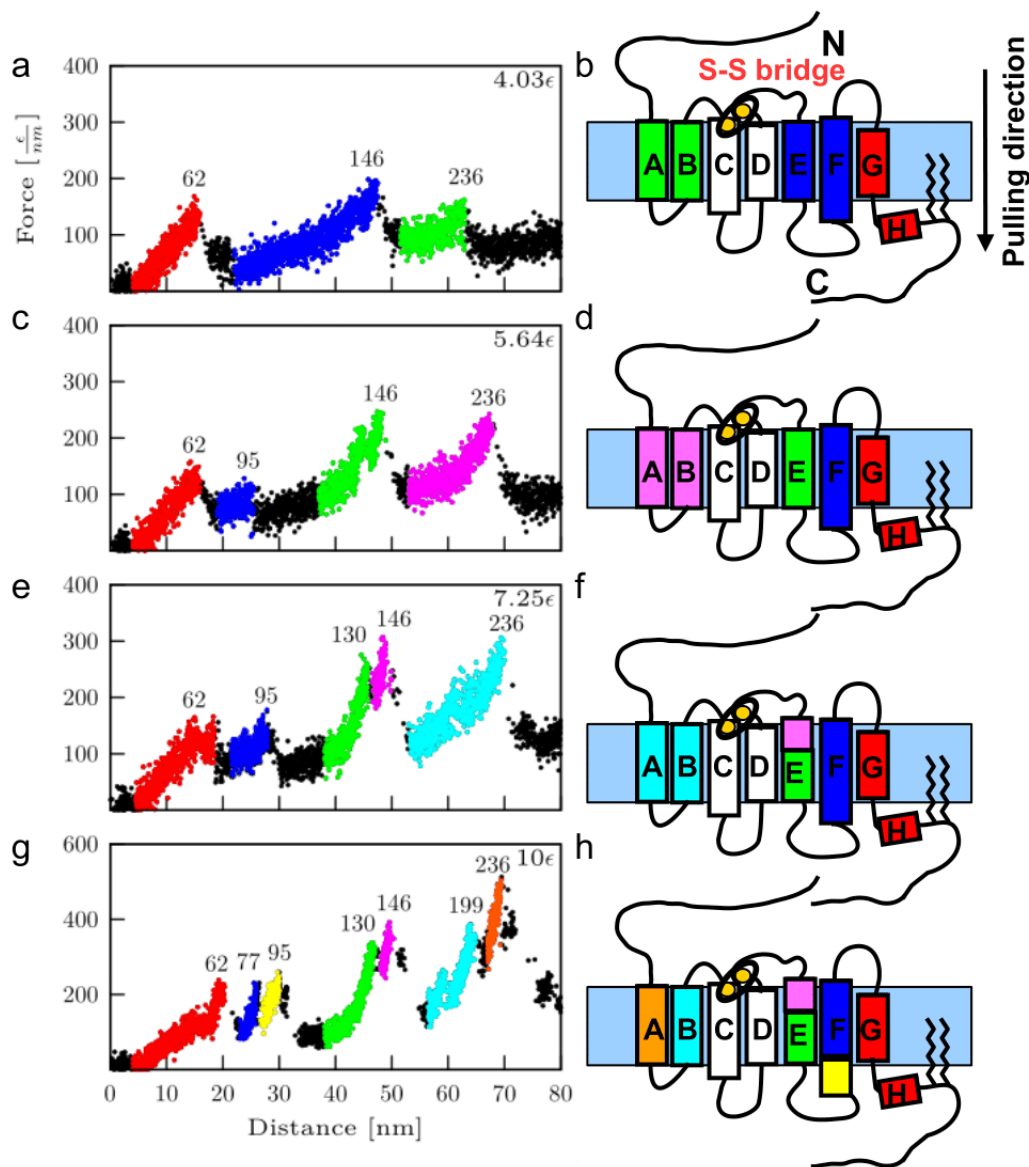 a
400
300
200
100
Force [ε/nm]
4.03ε
62
146
236
b
N
S-S bridge
A B C D E F G
H
C
Pulling direction
c
400
300
200
100
5.64ε
62
95
146
236
d
A B C D E F G
H
e
400
300
200
100
7.25ε
62
95
130
146
236
f
A B C D E F G
H
g
600
400
200
10ε
62
77
95
130
146
199
236
0 10 20 30 40 50 60 70 80
Distance [nm]
h
A B C D E F G
H